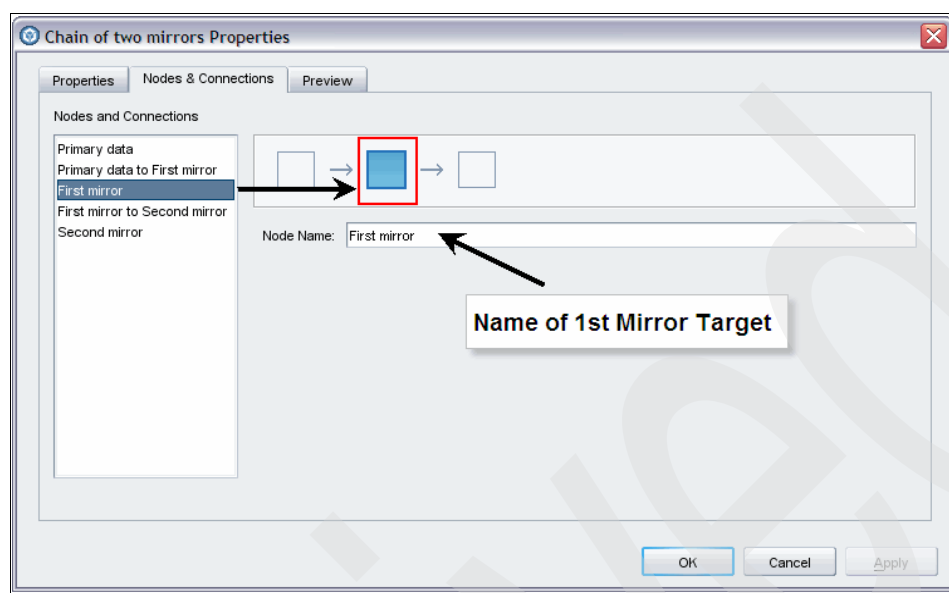 Chain of two mirrors Properties
Properties Nodes & Connections Preview
Nodes and Connections
Primary data
Primary data to First mirror
First mirror
First mirror to Second mirror
Second mirror
Node Name: First mirror
Name of 1st Mirror Target
OK Cancel Apply